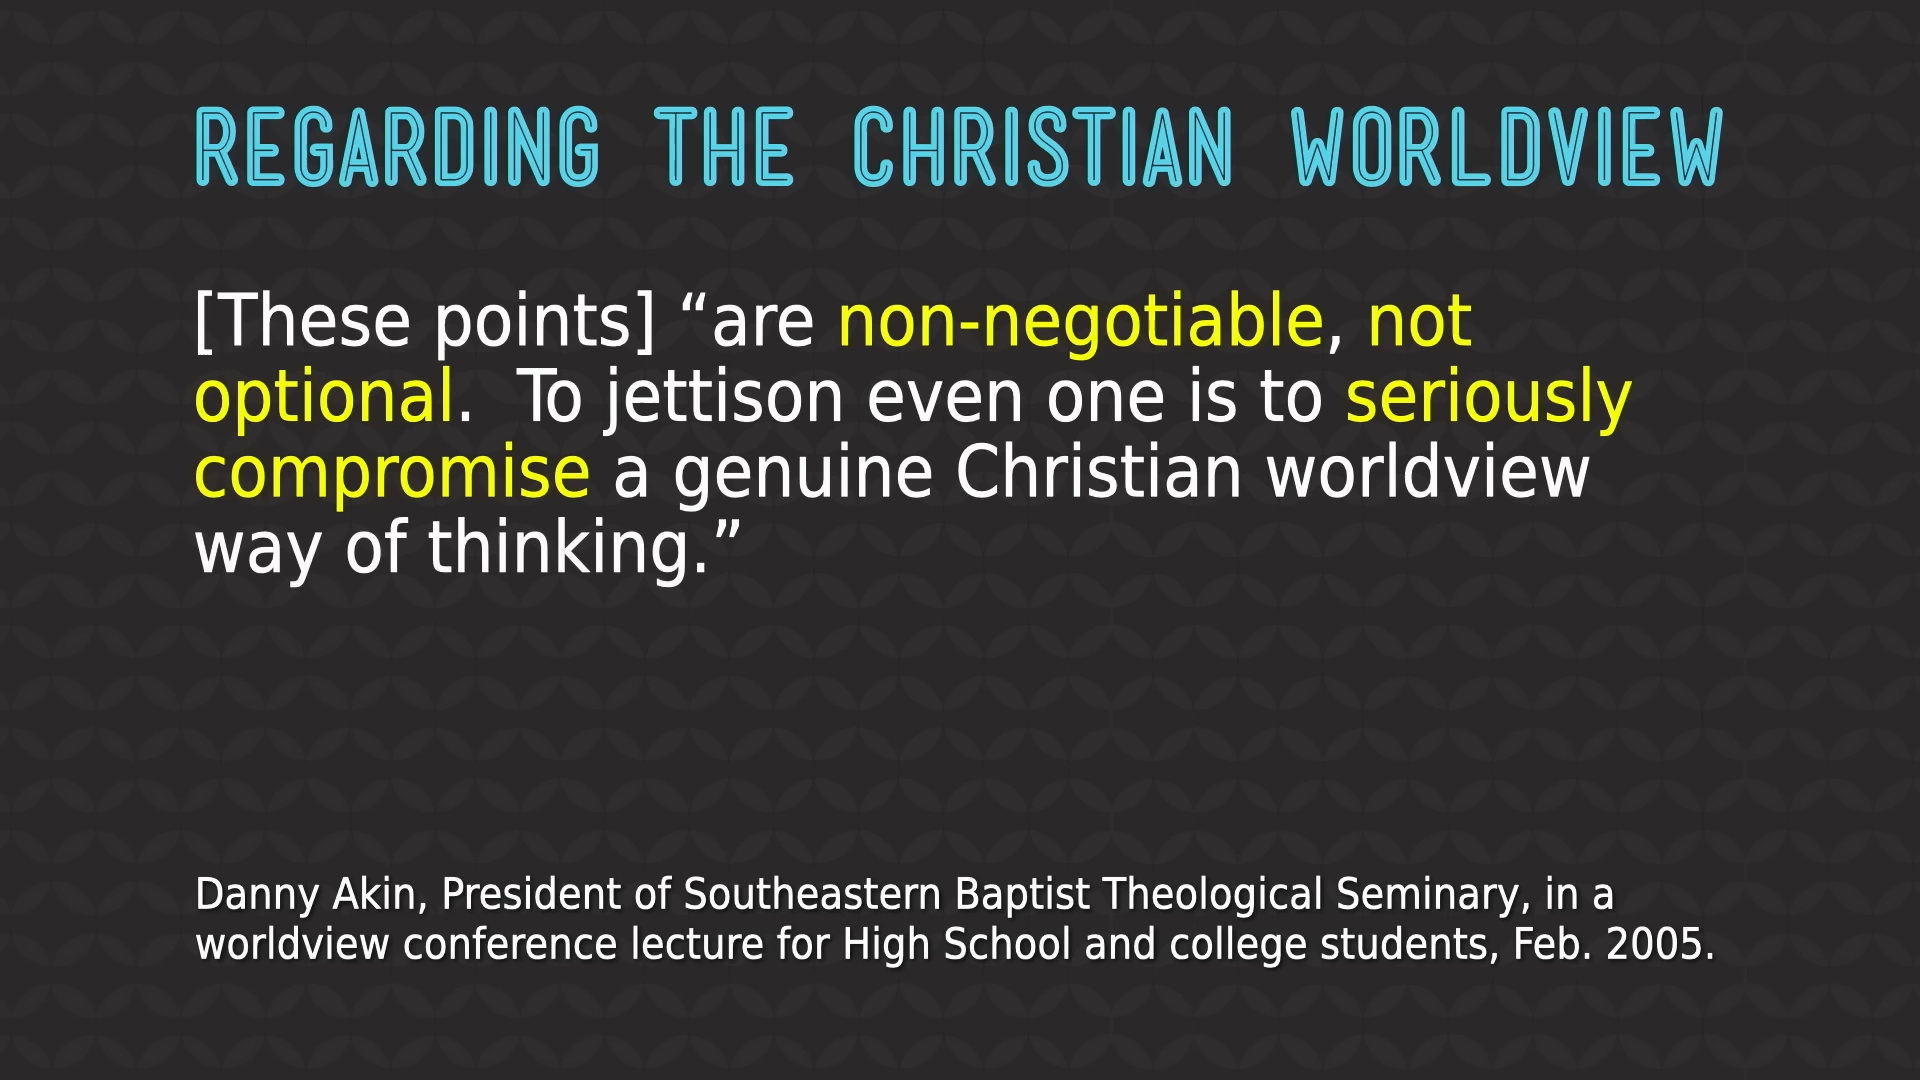 REGARDING THE CHRISTIAN WORLDVIEW
[These points] “are non-negotiable, not
optional.  To jettison even one is to seriously
compromise a genuine Christian worldview
way of thinking.”
Danny Akin, President of Southeastern Baptist Theological Seminary, in a
worldview conference lecture for High School and college students, Feb. 2005.